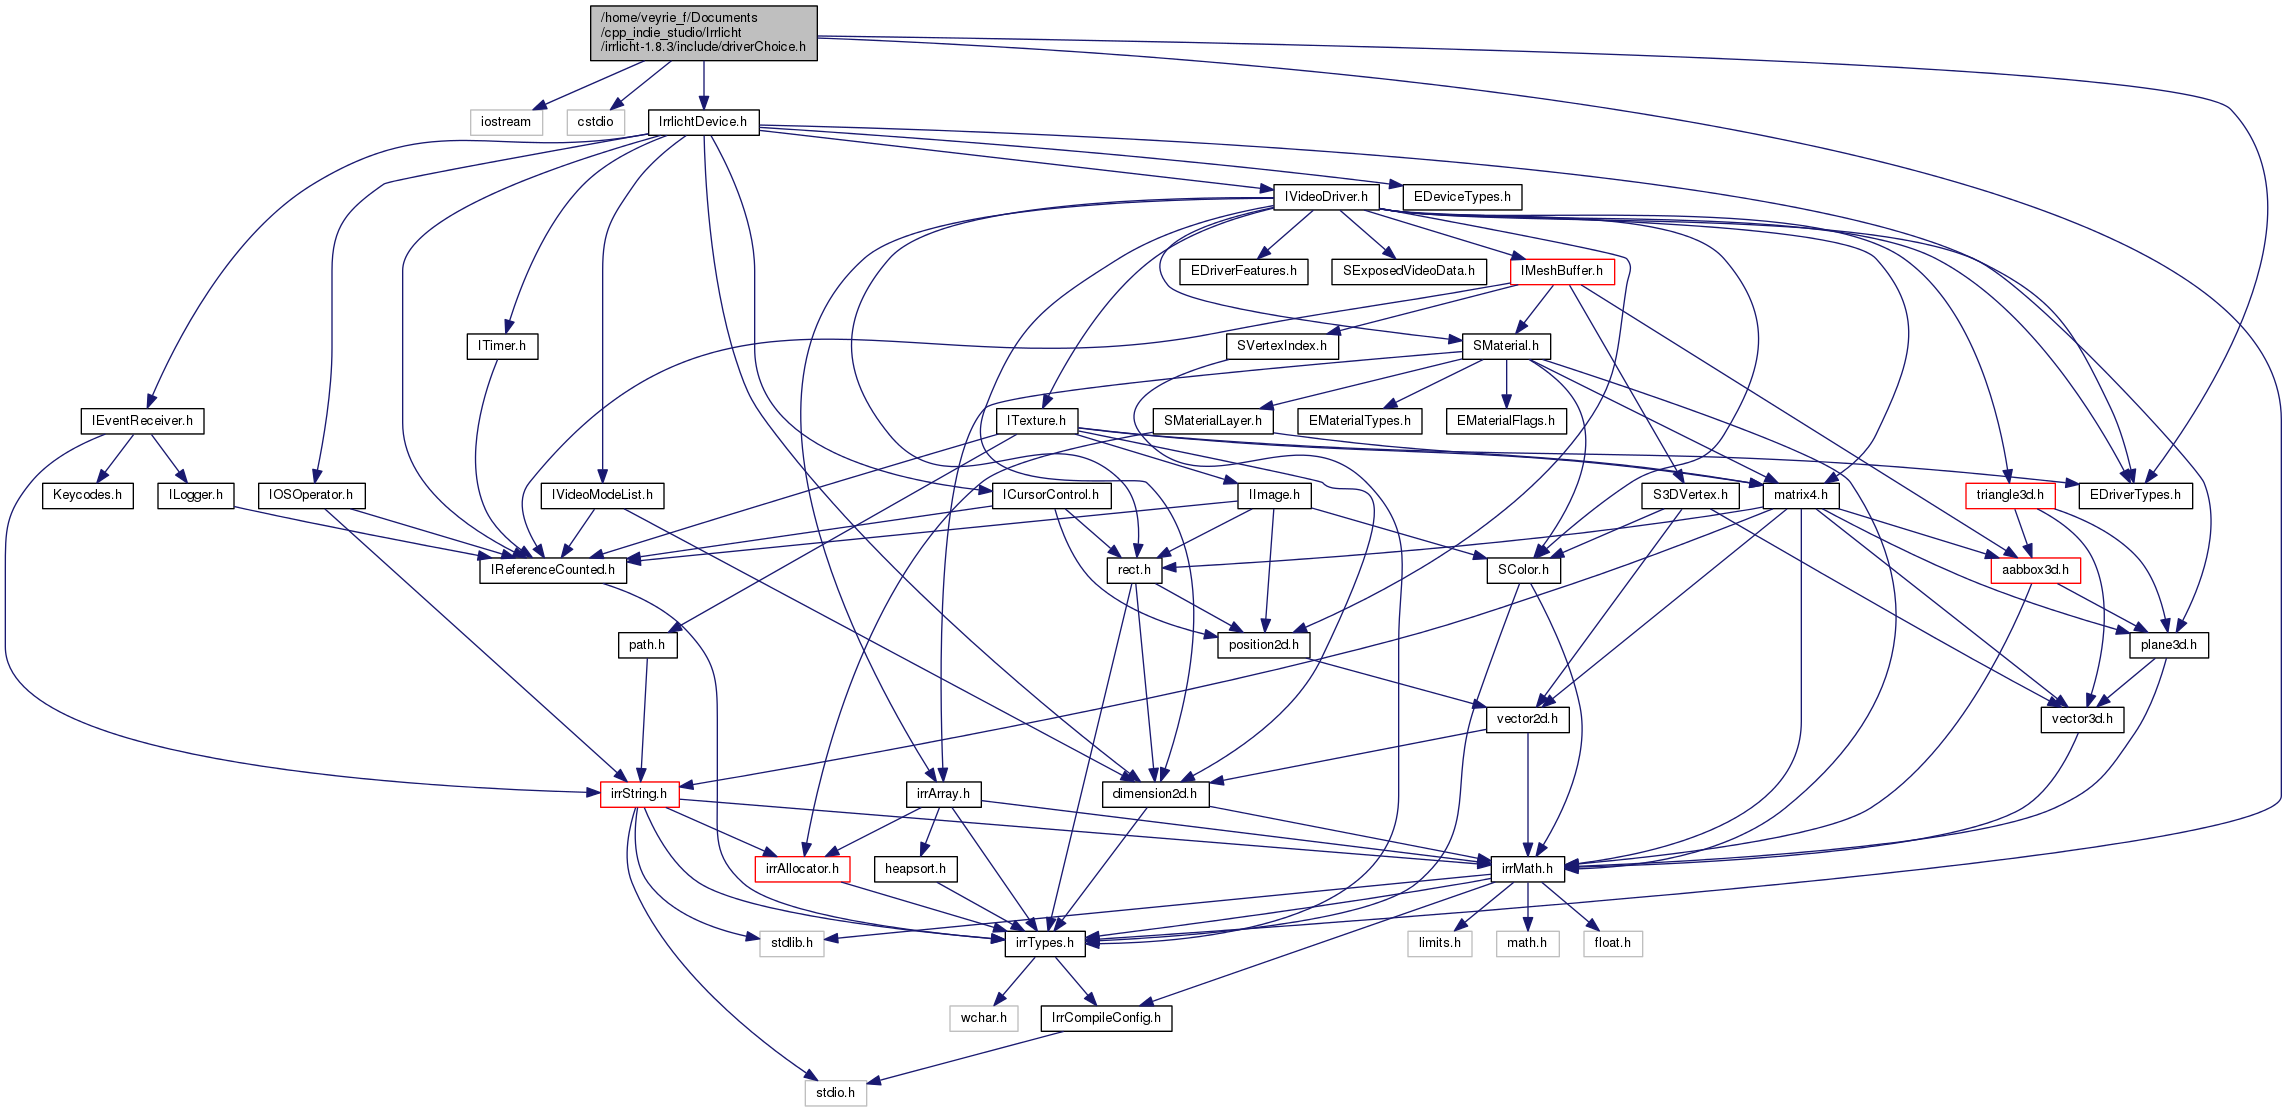 /home/veyrie_f/Documents
/cpp_indie_studio/Irrlicht
/irrlicht-1.8.3/include/driverChoice.h
iostream
cstdio
IrrlichtDevice.h
IVideoDriver.h
EDeviceTypes.h
EDriverFeatures.h
SExposedVideoData.h
IMeshBuffer.h
ITimer.h
SVertexIndex.h
SMaterial.h
IEventReceiver.h
ITexture.h
SMaterialLayer.h
EMaterialTypes.h
EMaterialFlags.h
Keycodes.h
ILogger.h
IOSOperator.h
IVideoModeList.h
ICursorControl.h
IImage.h
S3DVertex.h
matrix4.h
triangle3d.h
EDriverTypes.h
IReferenceCounted.h
rect.h
SColor.h
aabbox3d.h
path.h
position2d.h
plane3d.h
vector2d.h
vector3d.h
irrString.h
irrArray.h
dimension2d.h
irrAllocator.h
heapsort.h
irrMath.h
stdlib.h
irrTypes.h
limits.h
math.h
float.h
wchar.h
IrrCompileConfig.h
stdio.h